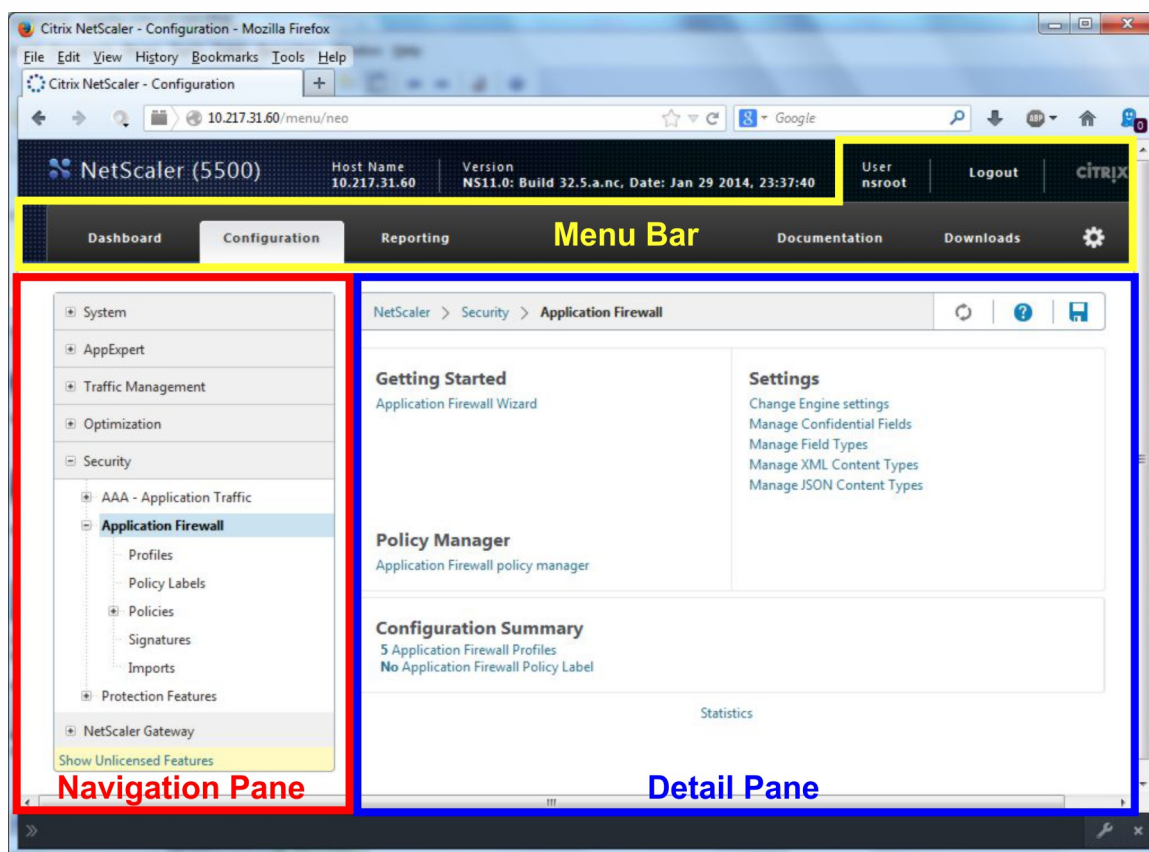 Citrix NetScaler - Configuration - Mozilla Firefox
File Edit View History Bookmarks Tools Help
Citrix NetScaler - Configuration +
10.217.31.60/menu/neo
Google
ABP
0
NetScaler (5500)
Host Name
10.217.31.60
Version
NS11.0: Build 32.5.a.nc, Date: Jan 29 2014, 23:37:40
User
nsroot
Logout
CITRIX
Dashboard Configuration Reporting Menu Bar Documentation Downloads
System
AppExpert
Traffic Management
Optimization
Security
AAA - Application Traffic
Application Firewall
Profiles
Policy Labels
Policies
Signatures
Imports
Protection Features
NetScaler Gateway
Show Unlicensed Features
Navigation Pane
NetScaler > Security > Application Firewall
Getting Started
Application Firewall Wizard
Settings
Change Engine settings
Manage Confidential Fields
Manage Field Types
Manage XML Content Types
Manage JSON Content Types
Policy Manager
Application Firewall policy manager
Configuration Summary
5 Application Firewall Profiles
No Application Firewall Policy Label
Statistics
Detail Pane